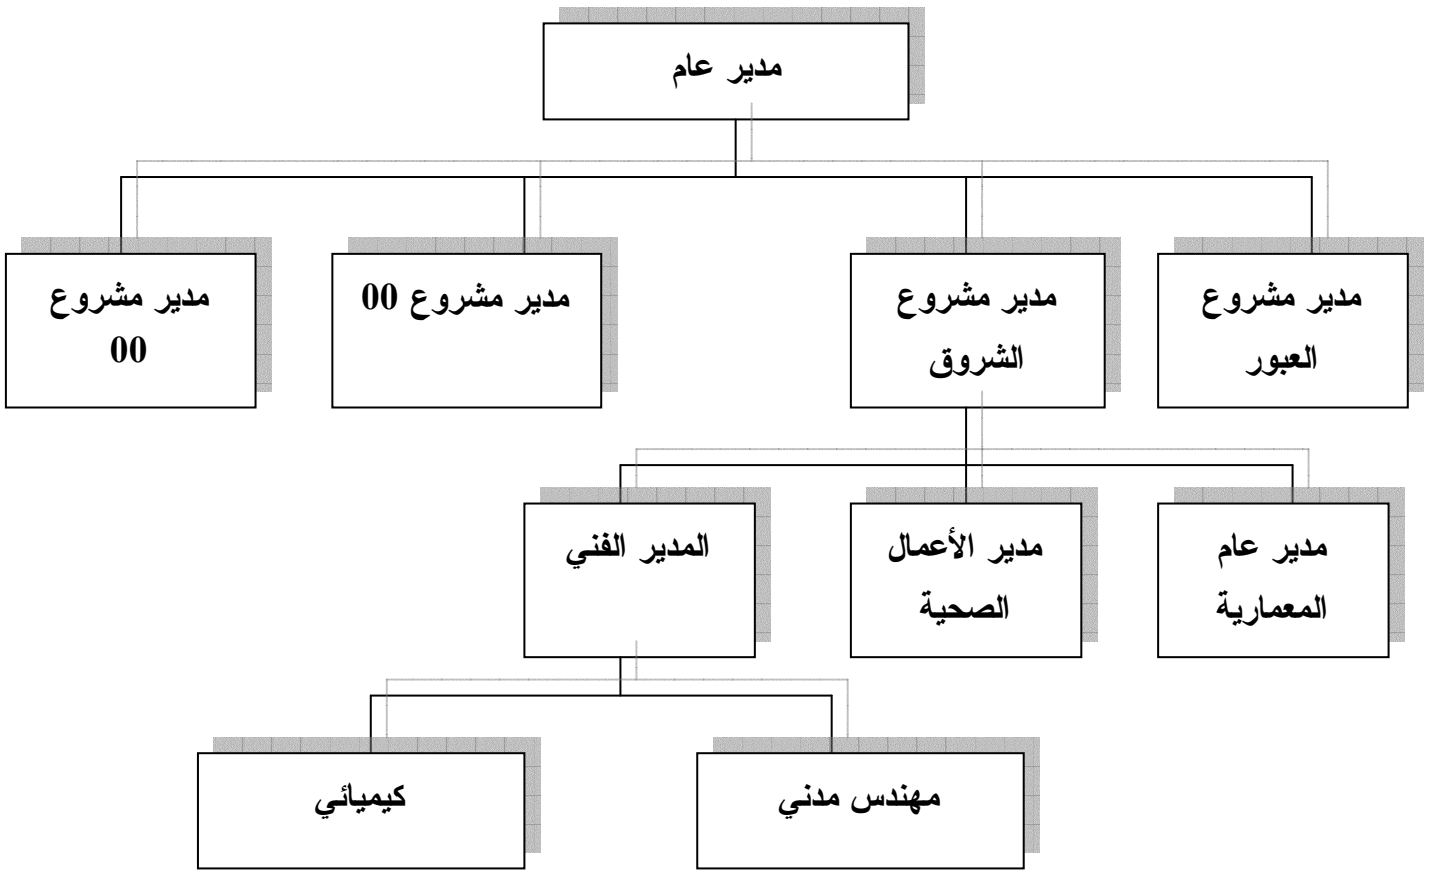 مدير عام
مدير مشروع
العبور
مدير مشروع
الشروق
مدير مشروع 00
مدير مشروع
00
مدير عام
المعمارية
مدير الأعمال
الصحية
المدير الفني
مهندس مدني
كيميائي